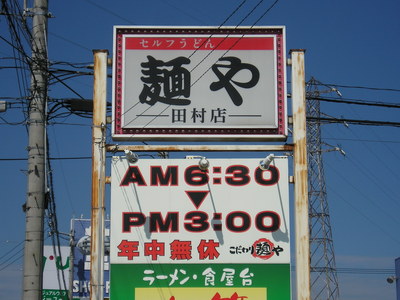 セルフうどん
麺や
田村店
AM6:30
▼
PM3:00
年中無休 こだわり麺や
ラーメン・食屋台